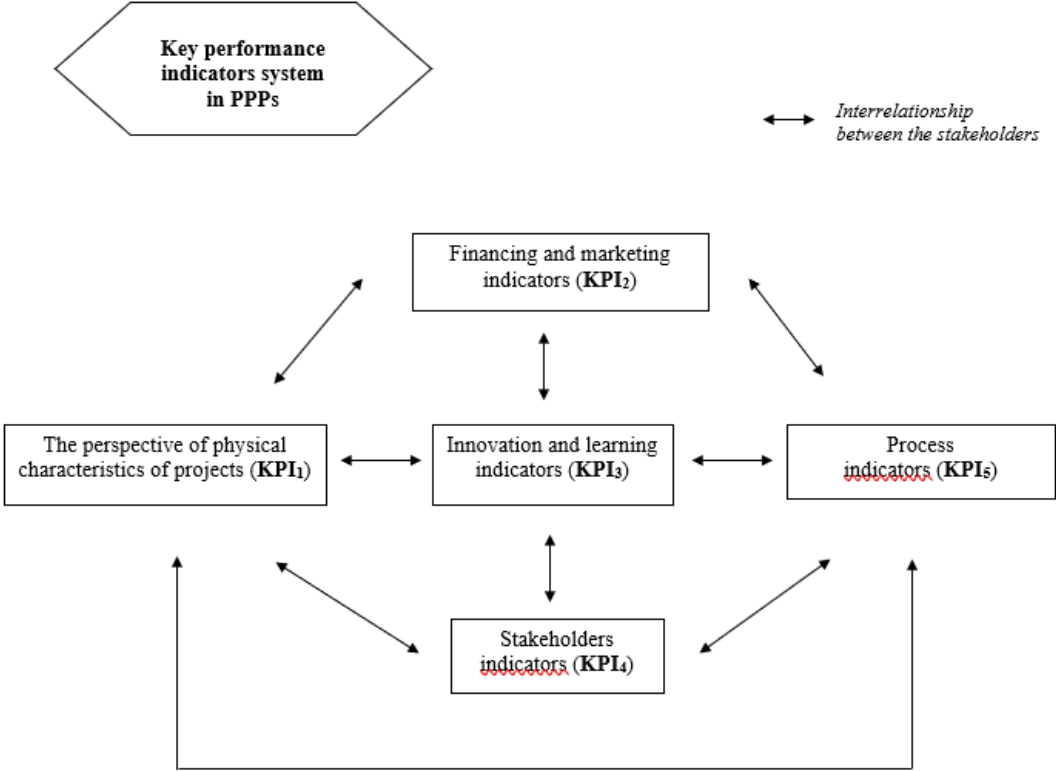 Key performance
indicators system
in PPPs
Interrelationship
between the stakeholders
Financing and marketing
indicators (KPI₂)
The perspective of physical
characteristics of projects (KPI₁)
Innovation and learning
indicators (KPI₃)
Process
indicators (KPI₅)
Stakeholders
indicators (KPI₄)